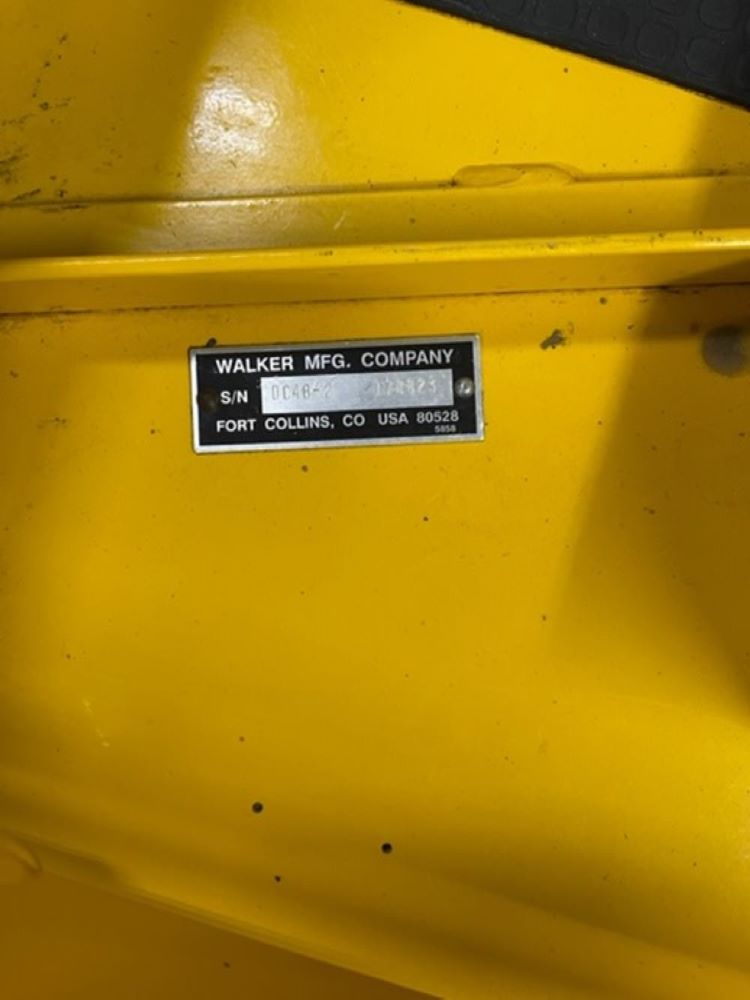 WALKER MFG. COMPANY
S/N DC48-2
FORT COLLINS, CO USA 80528
5858